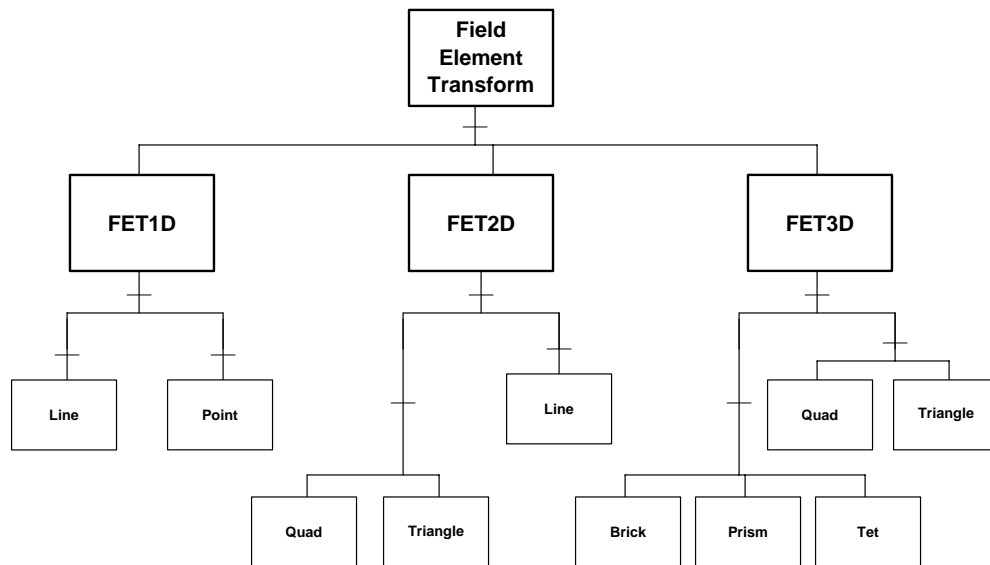 Field
Element
Transform
FET1D
FET2D
FET3D
Line
Point
Line
Quad
Triangle
Quad
Triangle
Brick
Prism
Tet